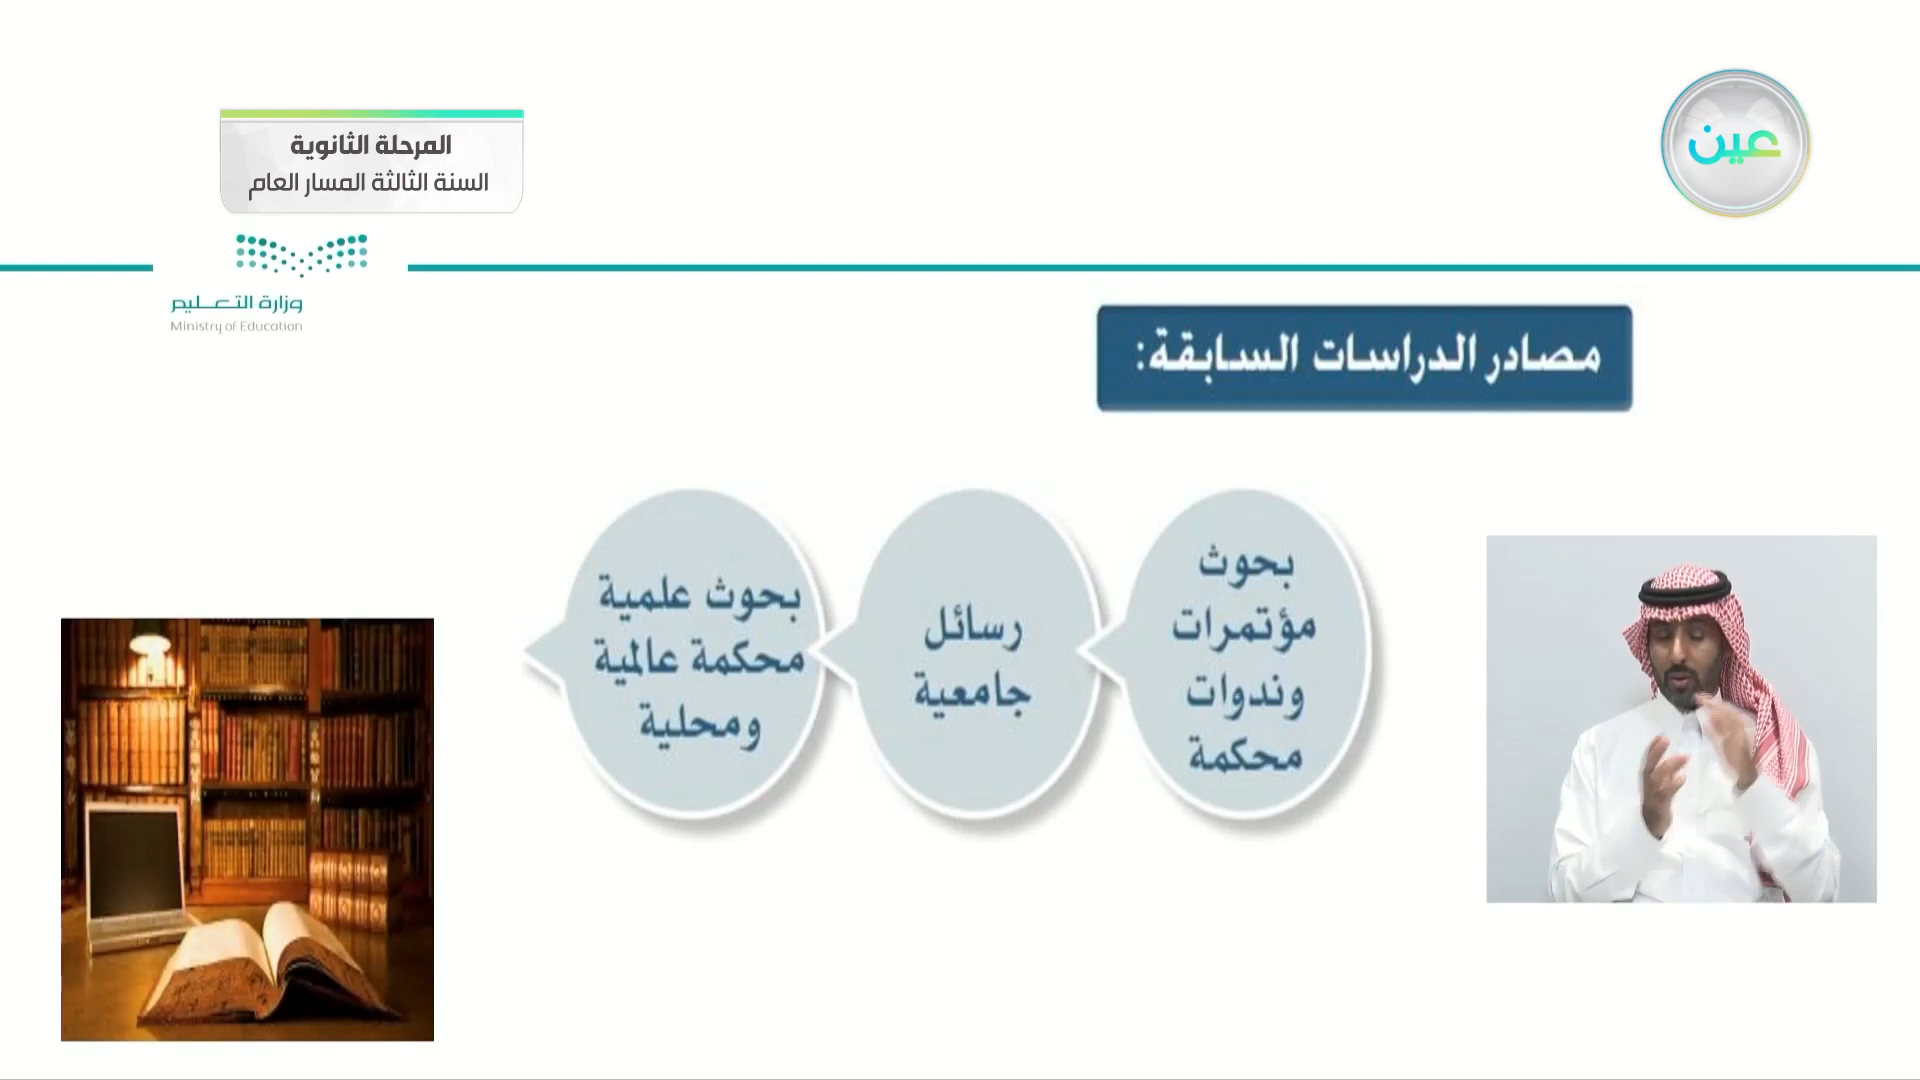 عين
المرحلة الثانوية
السنة الثالثة المسار العام
وزارة التعليم
Ministry of Education
مصادر الدراسات السابقة:
بحوث
مؤتمرات
وندوات
محكمة
رسائل
جامعية
بحوث علمية
محكمة عالمية
ومحلية